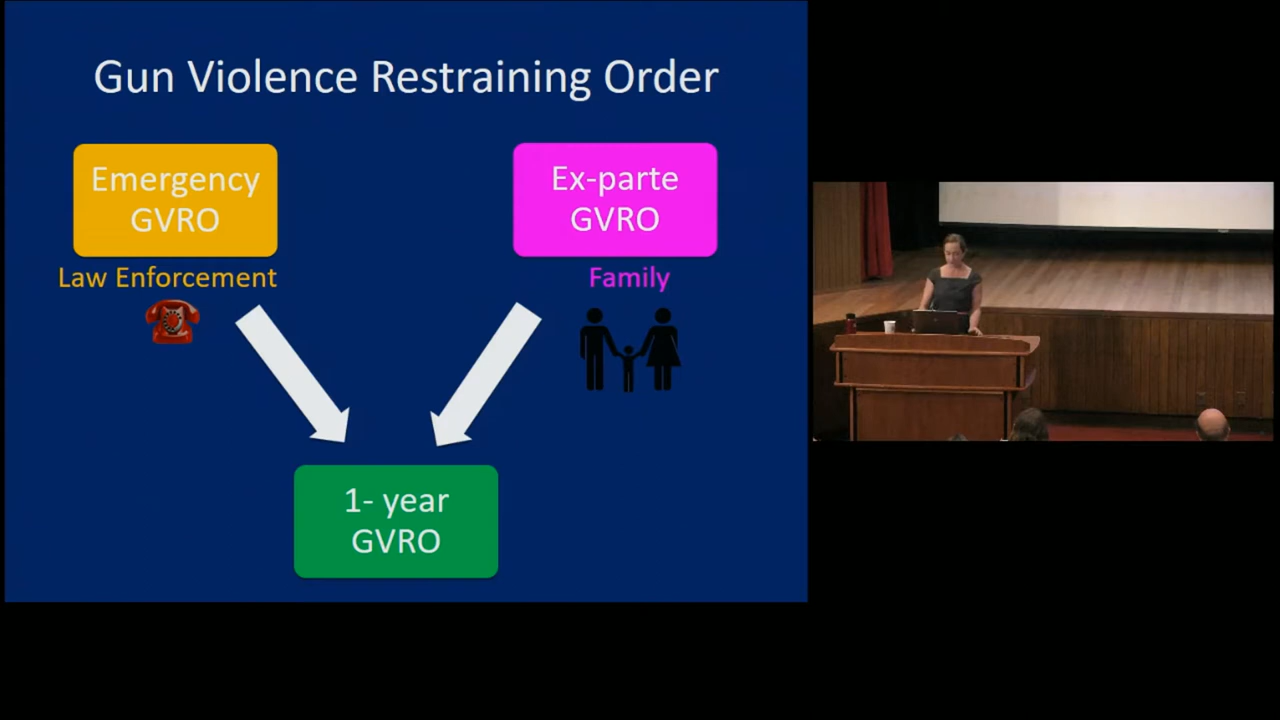 Gun Violence Restraining Order
Emergency
GVRO
Law Enforcement
Ex-parte
GVRO
Family
1- year
GVRO